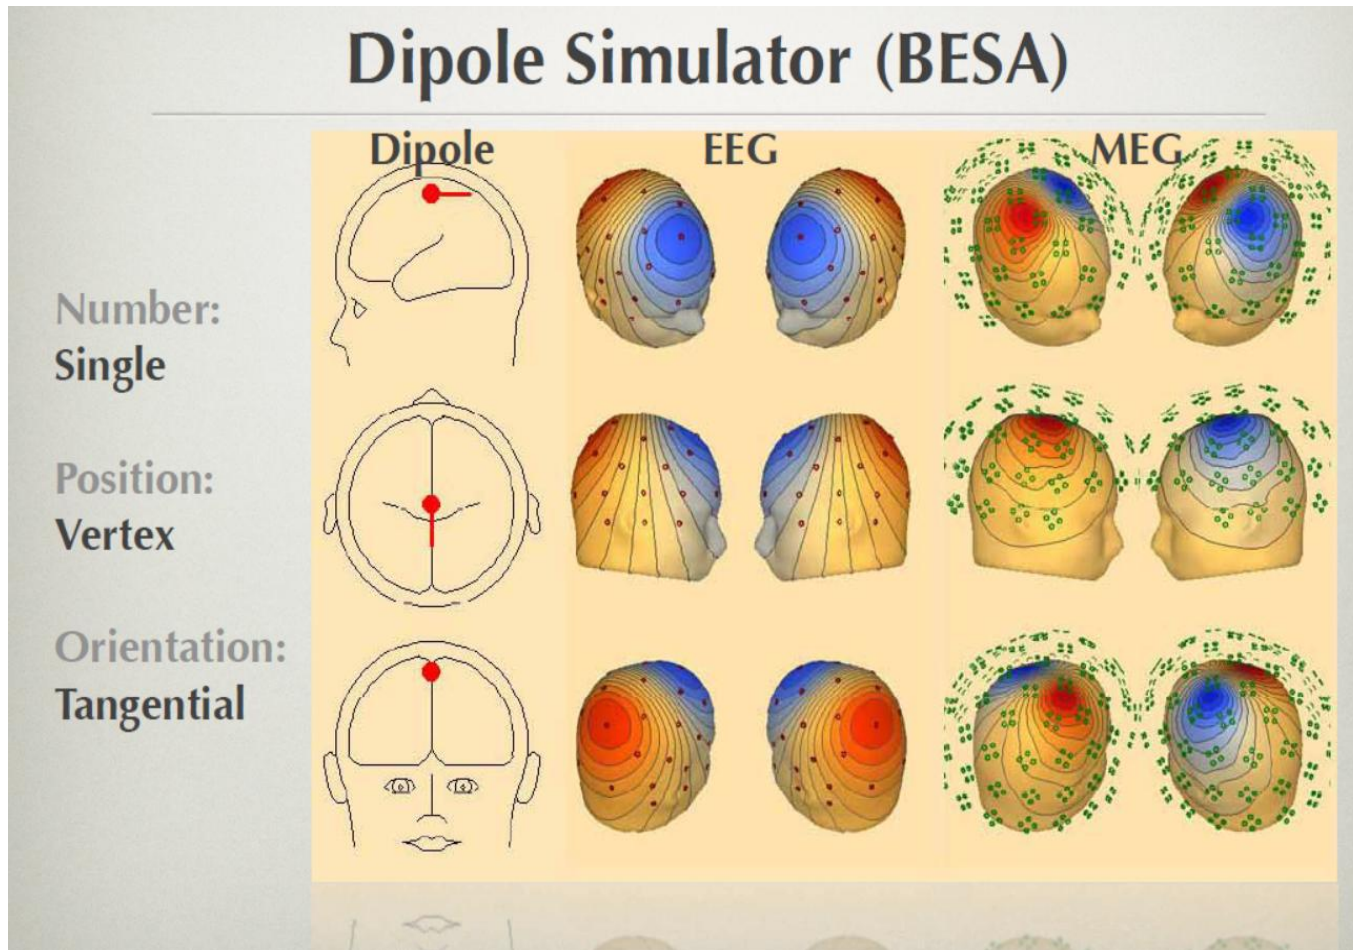 Dipole Simulator (BESA)
Dipole
EEG
MEG
Number:
Single
Position:
Vertex
Orientation:
Tangential